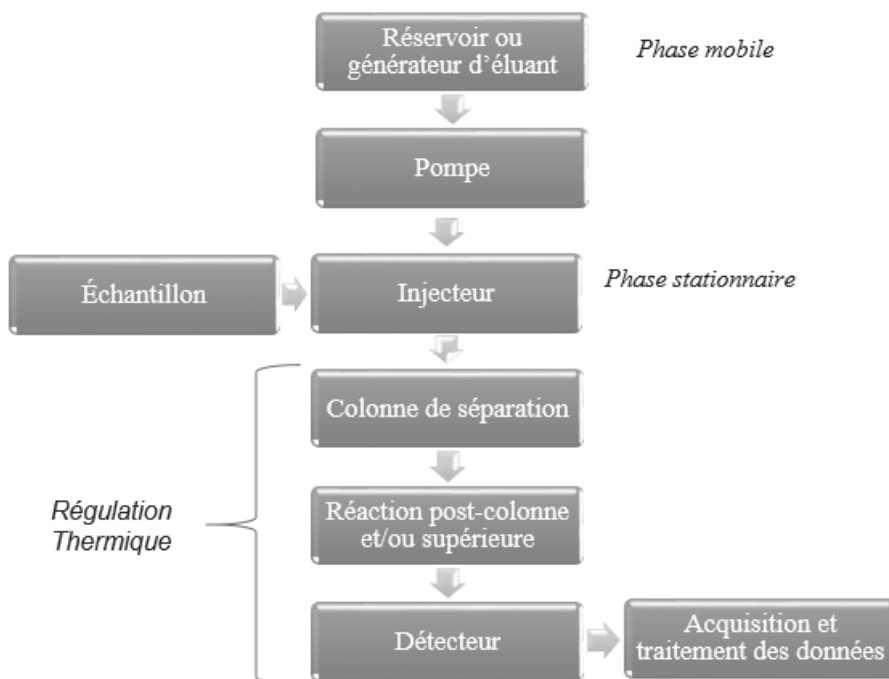 Réservoir ou
générateur d'éluant
Phase mobile
Pompe
Échantillon
Injecteur
Phase stationnaire
Colonne de séparation
Régulation
Thermique
Réaction post-colonne
et/ou supérieure
Détecteur
Acquisition et
traitement des données